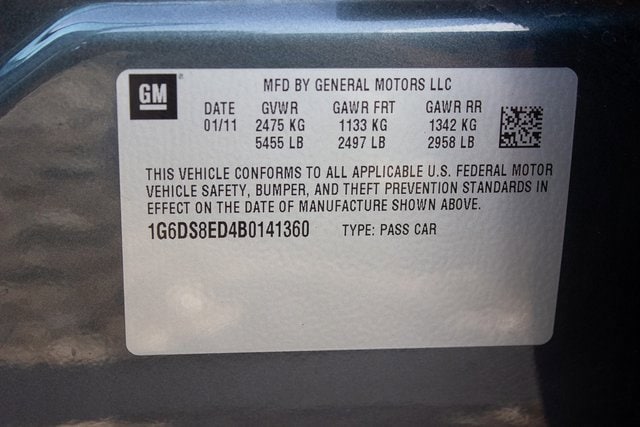 GM
MFD BY GENERAL MOTORS LLC
DATE GVWR GAWR FRT GAWR RR
01/11 2475 KG 1133 KG 1342 KG
5455 LB 2497 LB 2958 LB
THIS VEHICLE CONFORMS TO ALL APPLICABLE U.S. FEDERAL MOTOR
VEHICLE SAFETY, BUMPER, AND THEFT PREVENTION STANDARDS IN
EFFECT ON THE DATE OF MANUFACTURE SHOWN ABOVE.
1G6DS8ED4B0141360 TYPE: PASS CAR